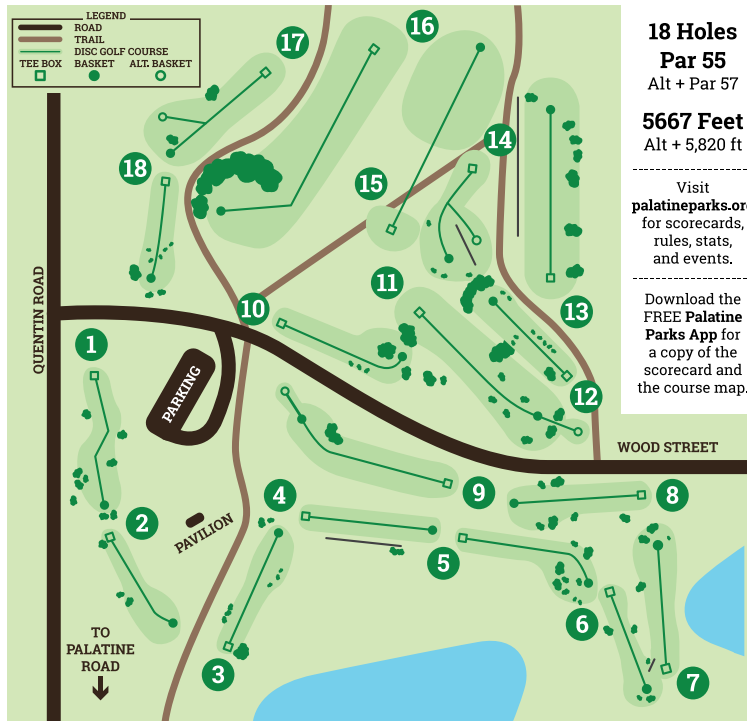 LEGEND
ROAD
TRAIL
DISC GOLF COURSE
TEE BOX BASKET ALT. BASKET
18 Holes
Par 55
Alt + Par 57
5667 Feet
Alt + 5,820 ft
Visit
palatineparks.org
for scorecards,
rules, stats,
and events.
Download the
FREE Palatine
Parks App for
a copy of the
scorecard and
the course map.
17
16
14
18
15
11
10
13
1
12
QUENTIN ROAD
PARKING
WOOD STREET
4
9
8
2
PAVILION
5
6
3
7
TO
PALATINE
ROAD